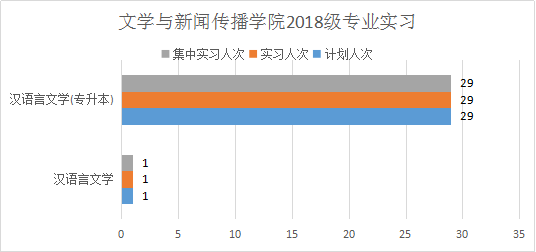 文学与新闻传播学院2018级专业实习
集中实习人次 实习人次 计划人次
汉语言文学(专升本) 29
29
29
汉语言文学 1
1
1
0 5 10 15 20 25 30 35